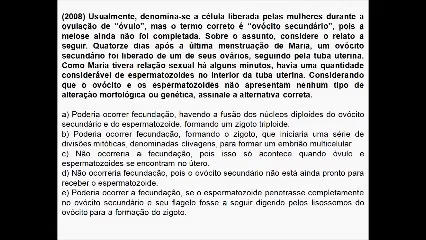 (2008) Usualmente, denomina-se a célula liberada pelas mulheres durante a
ovulação de “óvulo”, mas o termo correto é “ovócito secundário”, pois a
meiose ainda não foi completada. Sobre o assunto, considere o relato a
seguir. Quatorze dias após a última menstruação de Maria, um ovócito
secundário foi liberado de um de seus ovários, seguindo pela tuba uterina.
Como Maria tivera relação sexual há alguns minutos, havia uma quantidade
considerável de espermatozoides no interior da tuba uterina. Considerando
que o ovócito e os espermatozoides não apresentam nenhum tipo de
alteração morfológica ou genética, assinale a alternativa correta.
a) Poderia ocorrer fecundação, havendo a fusão dos núcleos diploides do ovócito
secundário e do espermatozoide, formando um zigoto triploide.
b) Poderia ocorrer fecundação, formando o zigoto, que iniciaria uma série de
divisões mitóticas, denominadas clivagens, para formar um embrião multicelular.
c) Não ocorreria a fecundação, pois isso só acontece quando óvulo e
espermatozoides se encontram no útero.
d) Não ocorreria fecundação, pois o ovócito secundário não está ainda pronto para
receber o espermatozoide.
e) Poderia ocorrer a fecundação, se o espermatozoide penetrasse completamente
no ovócito secundário e seu flagelo fosse a seguir digerido pelos lisossomos do
ovócito para a formação do zigoto.